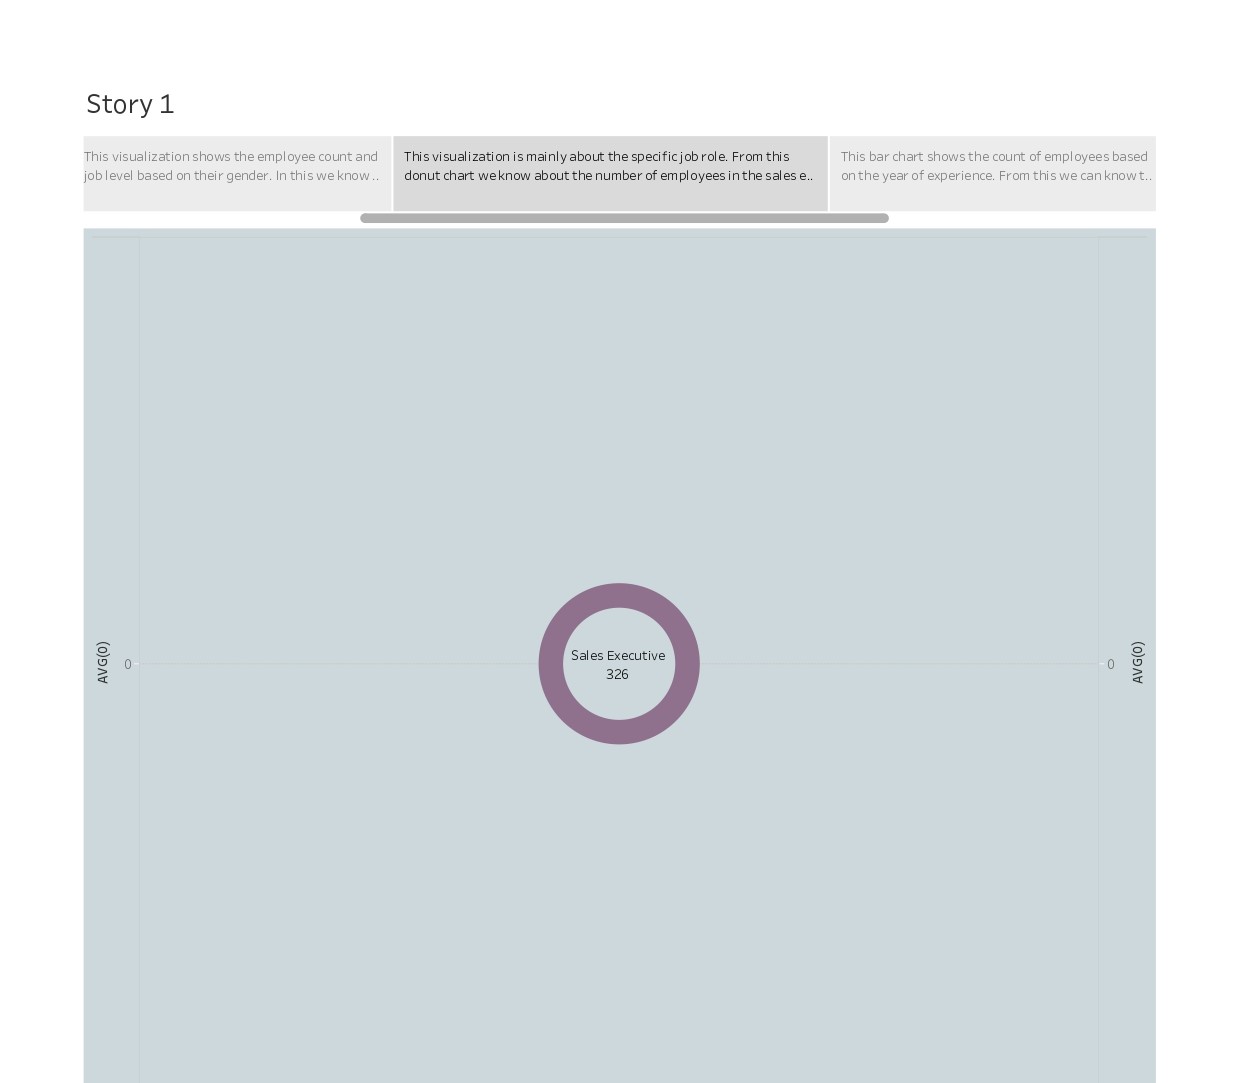 Story 1
This visualization shows the employee count and
job level based on their gender. In this we know ..
This visualization is mainly about the specific job role. From this
donut chart we know about the number of employees in the sales e..
This bar chart shows the count of employees based
on the year of experience. From this we can know t..
AVG(0)
0
Sales Executive
326
0
AVG(0)